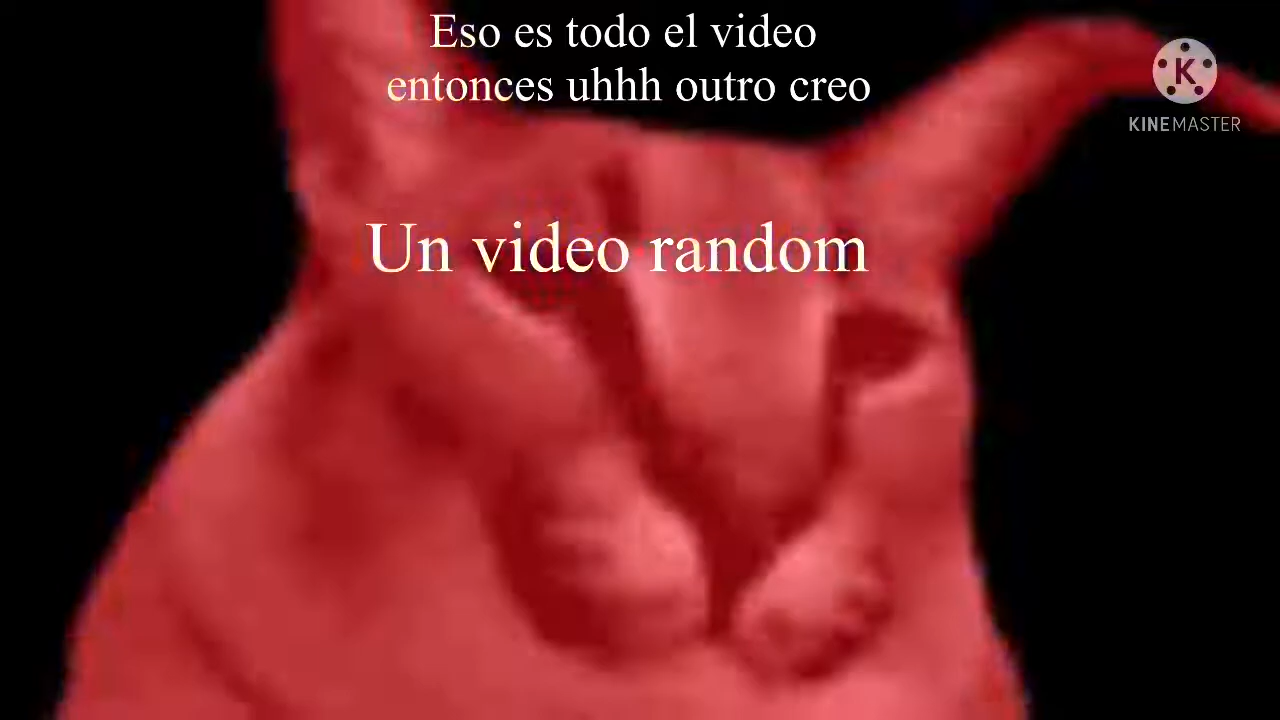 Eso es todo el video
entonces uhhh outro creo
Un video random
K
KINEMASTER